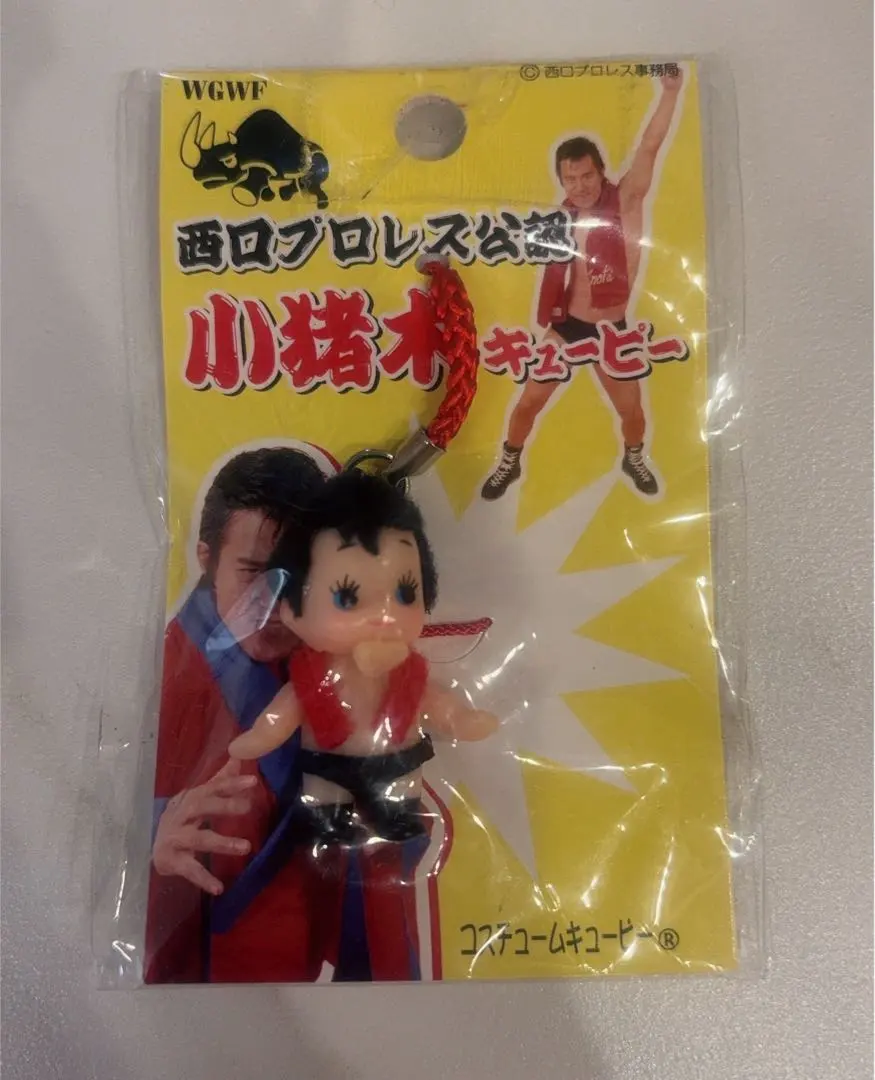 WGWF
© 西口プロレス事務局
西口プロレス公認
小猪木キューピー
コスチュームキューピー®